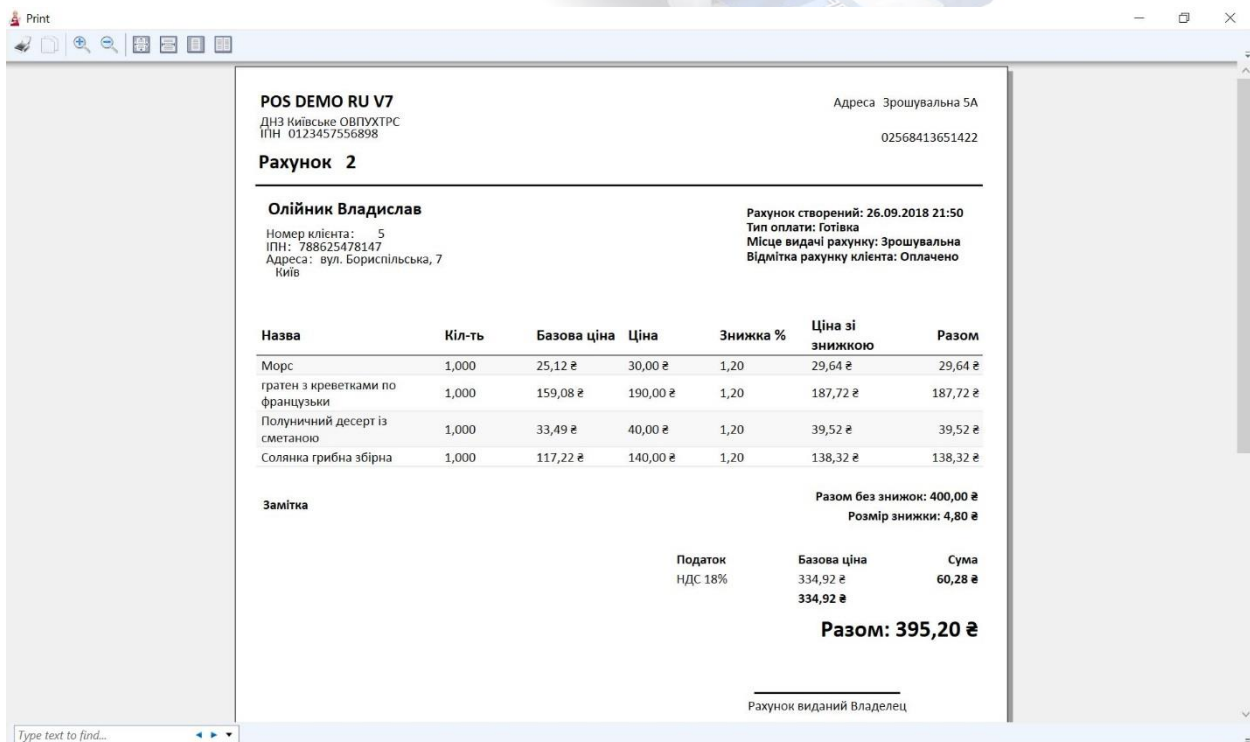 Print
POS DEMO RU V7
Адреса Зрошувальна 5А
ДНЗ Київське ОВПУХТРС
ІПН 0123457556898
02568413651422
Рахунок 2
Олійник Владислав
Номер клієнта: 5
ІПН: 788625478147
Адреса: вул. Бориспільська, 7
Київ
Рахунок створений: 26.09.2018 21:50
Тип оплати: Готівка
Місце видачі рахунку: Зрошувальна
Відмітка рахунку клієнта: Оплачено
Назва Кіл-ть Базова ціна Ціна Знижка % Ціна зі знижкою Разом
Морс 1,000 25,12 ₴ 30,00 ₴ 1,20 29,64 ₴ 29,64 ₴
гратен з креветками по
французьки 1,000 159,08 ₴ 190,00 ₴ 1,20 187,72 ₴ 187,72 ₴
Полуничний десерт із
сметаною 1,000 33,49 ₴ 40,00 ₴ 1,20 39,52 ₴ 39,52 ₴
Солянка грибна збірна 1,000 117,22 ₴ 140,00 ₴ 1,20 138,32 ₴ 138,32 ₴
Замітка
Разом без знижок: 400,00 ₴
Розмір знижки: 4,80 ₴
Податок Базова ціна Сума
НДС 18% 334,92 ₴ 60,28 ₴
334,92 ₴
Разом: 395,20 ₴
Рахунок виданий Владелец
Type text to find...